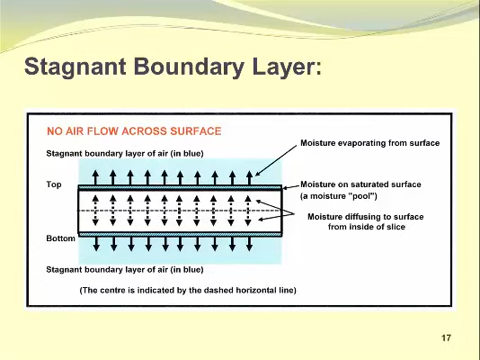 Stagnant Boundary Layer:
NO AIR FLOW ACROSS SURFACE
Moisture evaporating from surface
Stagnant boundary layer of air (in blue)
Top
Moisture on saturated surface
(a moisture "pool")
Moisture diffusing to surface
from inside of slice
Bottom
Stagnant boundary layer of air (in blue)
(The centre is indicated by the dashed horizontal line)
17